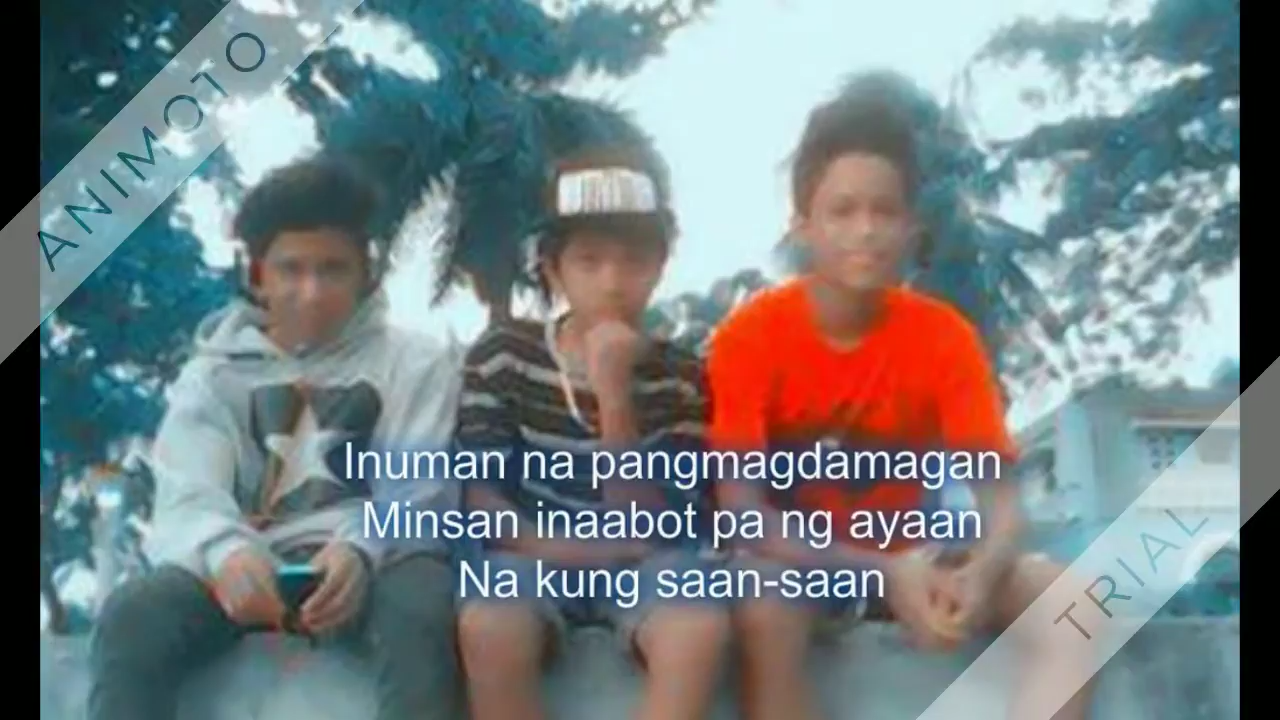 ANIMOTO
Inuman na pangmagdamagan
Minsan inaabot pa ng ayaan
Na kung saan-saan
TRIAL